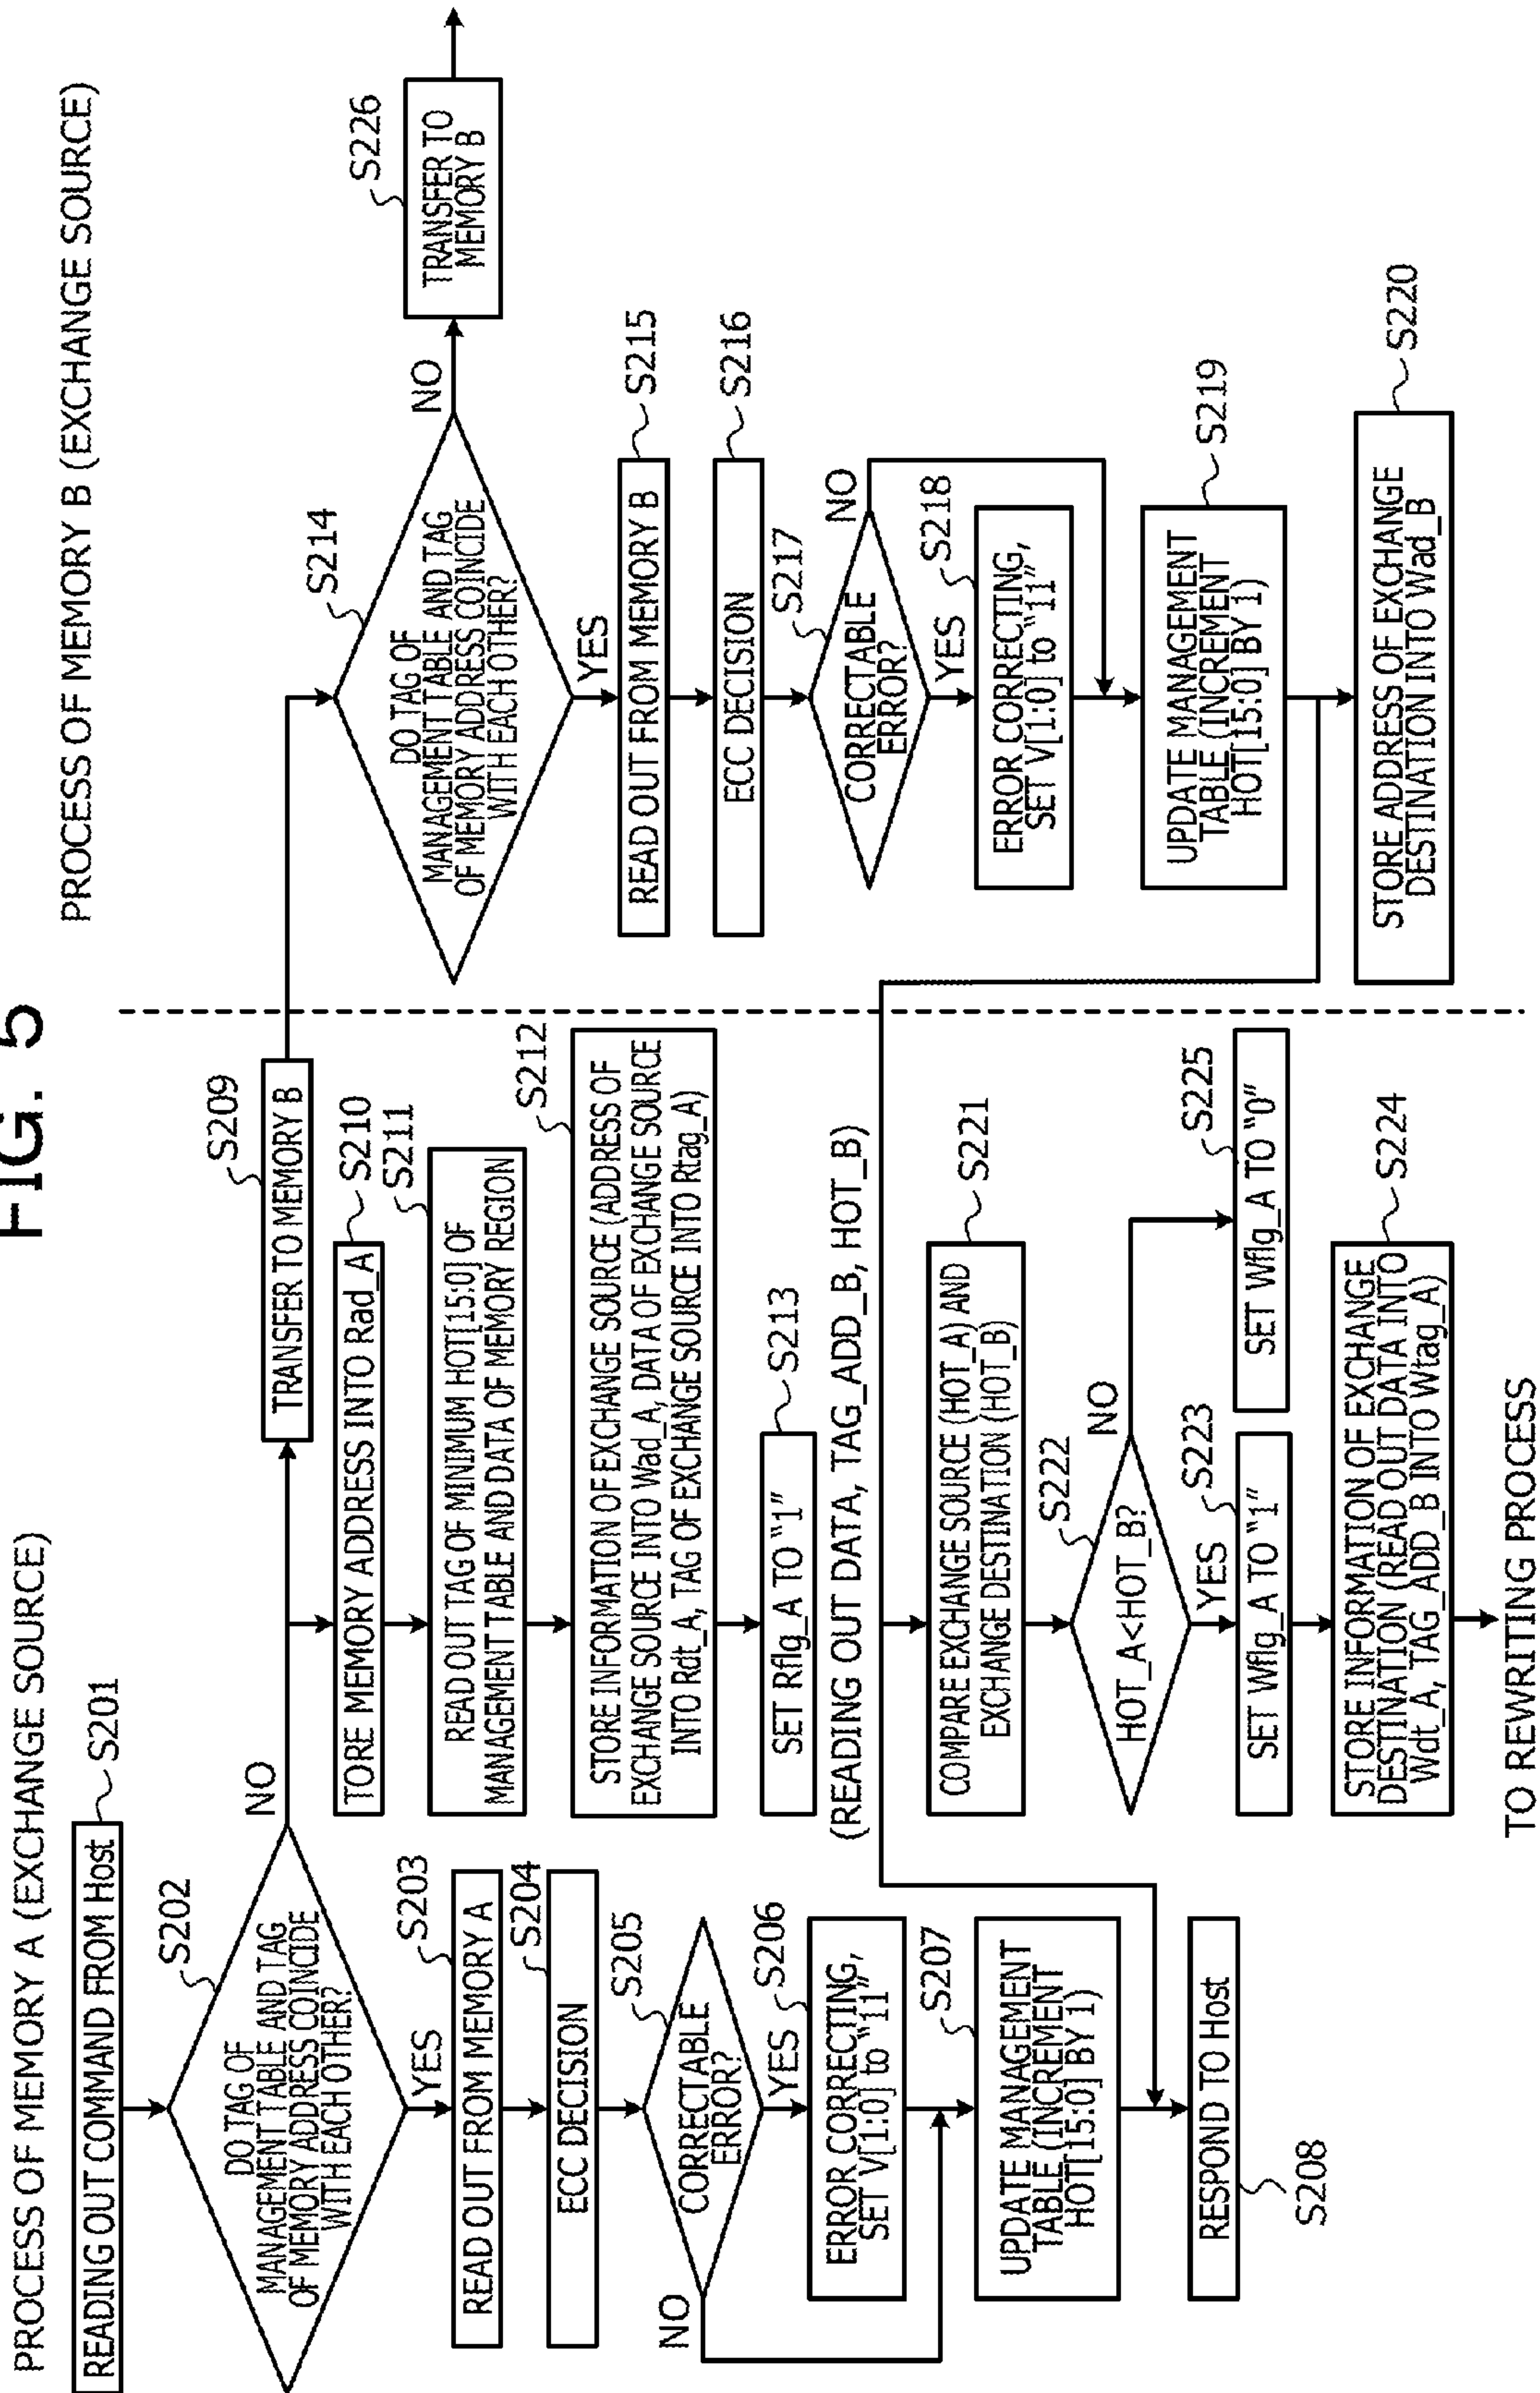 FIG. 5
PROCESS OF MEMORY A (EXCHANGE SOURCE)
PROCESS OF MEMORY B (EXCHANGE SOURCE)
READING OUT COMMAND FROM Host
S201
DO TAG OF
MANAGEMENT TABLE AND TAG
OF MEMORY ADDRESS COINCIDE
WITH EACH OTHER?
S202
NO
YES
READ OUT FROM MEMORY A
S203
ECC DECISION
S204
CORRECTABLE
ERROR?
S205
NO
YES
ERROR CORRECTING,
SET V[1:0] to "11"
S206
UPDATE MANAGEMENT
TABLE (INCREMENT
HOT[15:0] BY 1)
S207
RESPOND TO Host
S208
TRANSFER TO MEMORY B
S209
TORE MEMORY ADDRESS INTO Rad_A
S210
READ OUT TAG OF MINIMUM HOT[15:0] OF
MANAGEMENT TABLE AND DATA OF MEMORY REGION
S211
STORE INFORMATION OF EXCHANGE SOURCE (ADDRESS OF
EXCHANGE SOURCE INTO Wad_A, DATA OF EXCHANGE SOURCE
INTO Rdt_A, TAG OF EXCHANGE SOURCE INTO Rtag_A)
S212
SET Rflg_A TO "1"
S213
(READING OUT DATA, TAG_ADD_B, HOT_B)
COMPARE EXCHANGE SOURCE (HOT_A) AND
EXCHANGE DESTINATION (HOT_B)
S221
HOT_A<HOT_B?
S222
NO
YES
SET Wflg_A TO "1"
S223
SET Wflg_A TO "0"
S225
STORE INFORMATION OF EXCHANGE
DESTINATION (READ OUT DATA INTO
Wdt_A, TAG_ADD_B INTO Wtag_A)
S224
TO REWRITING PROCESS
DO TAG OF
MANAGEMENT TABLE AND TAG
OF MEMORY ADDRESS COINCIDE
WITH EACH OTHER?
S214
NO
YES
TRANSFER TO
MEMORY B
S226
READ OUT FROM MEMORY B
S215
ECC DECISION
S216
CORRECTABLE
ERROR?
S217
NO
YES
ERROR CORRECTING,
SET V[1:0] to "11"
S218
UPDATE MANAGEMENT
TABLE (INCREMENT
HOT[15:0] BY 1)
S219
STORE ADDRESS OF EXCHANGE
DESTINATION INTO Wad_B
S220